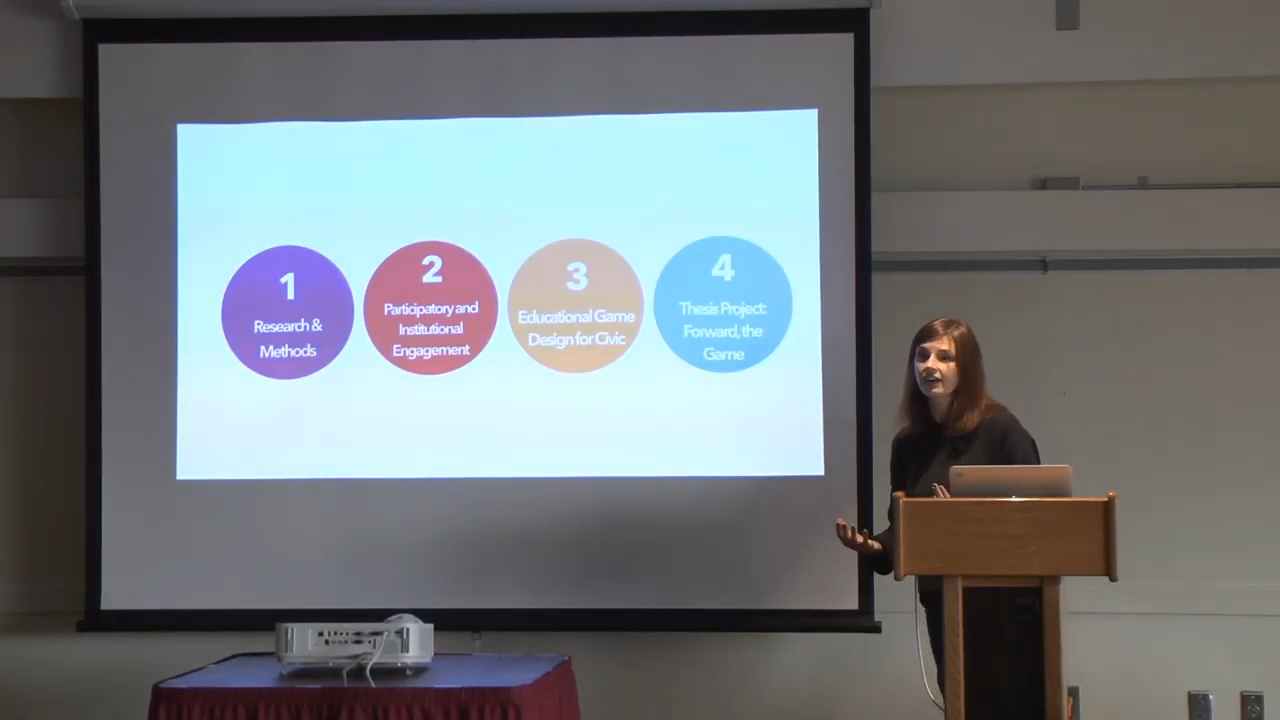 1
Research &
Methods
2
Participatory and
Institutional
Engagement
3
Educational Game
Design for Civic
4
Thesis Project:
Forward, the
Game